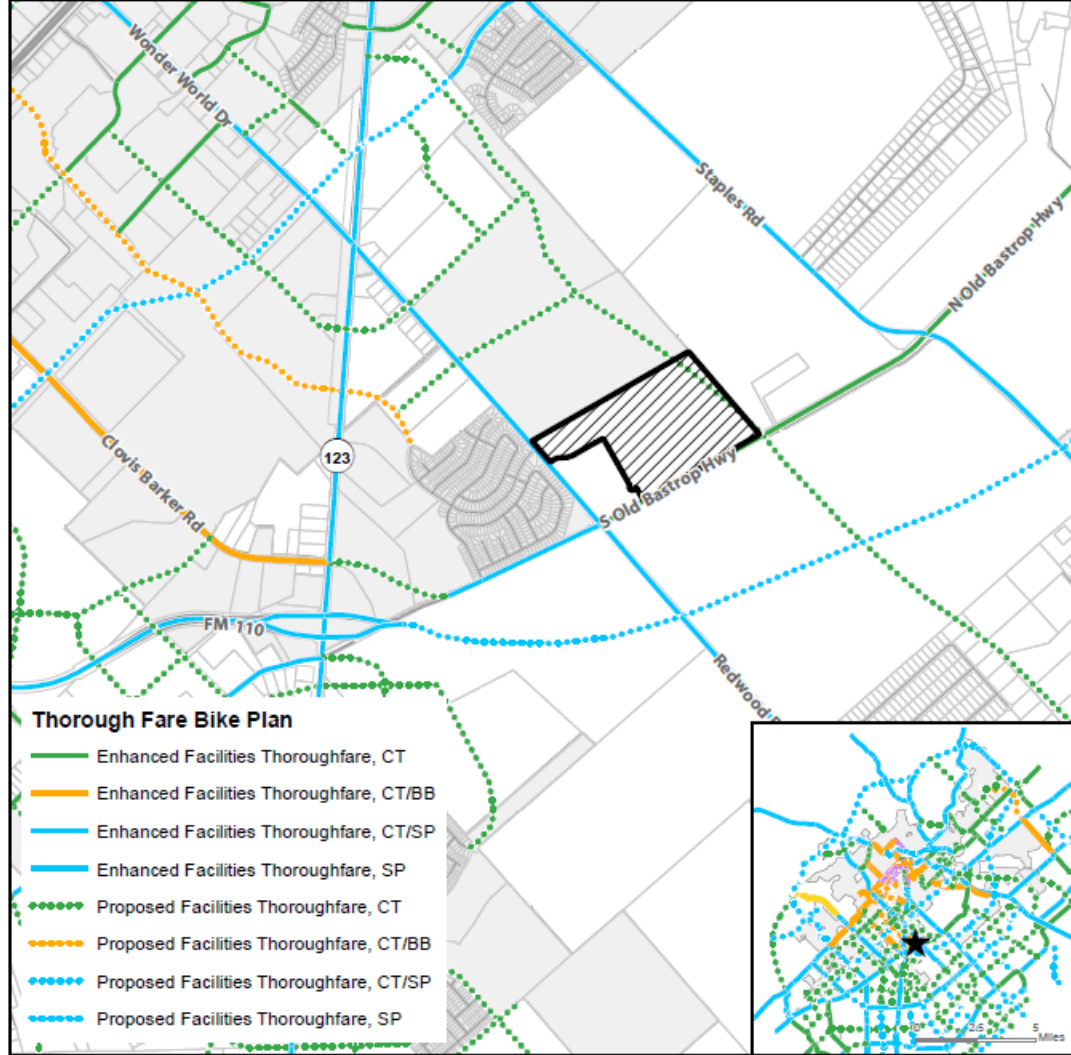 Wonder World Dr
Staples Rd
N Old Bastrop Hwy
123
S Old Bastrop Hwy
Clovis Barker Rd
FM 110
Redwood
Thorough Fare Bike Plan
Enhanced Facilities Thoroughfare, CT
Enhanced Facilities Thoroughfare, CT/BB
Enhanced Facilities Thoroughfare, CT/SP
Enhanced Facilities Thoroughfare, SP
Proposed Facilities Thoroughfare, CT
Proposed Facilities Thoroughfare, CT/BB
Proposed Facilities Thoroughfare, CT/SP
Proposed Facilities Thoroughfare, SP
0 2.5 5
Miles